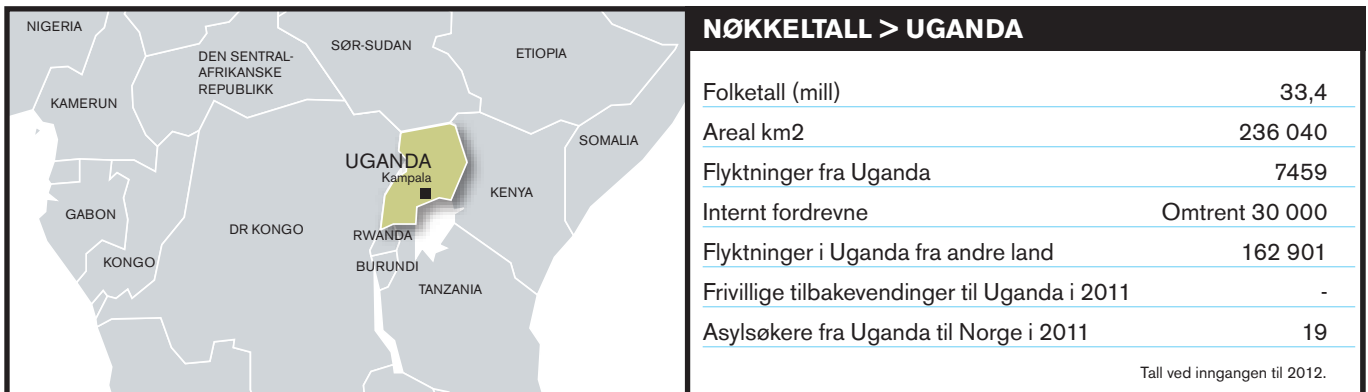 NIGERIA
SØR-SUDAN
ETIOPIA
DEN SENTRAL-
AFRIKANSKE
REPUBLIKK
KAMERUN
SOMALIA
UGANDA
Kampala
KENYA
GABON
DR KONGO
RWANDA
KONGO
BURUNDI
TANZANIA
NØKKELTALL > UGANDA
Folketall (mill) 33,4
Areal km2 236 040
Flyktninger fra Uganda 7459
Internt fordrevne Omtrent 30 000
Flyktninger i Uganda fra andre land 162 901
Frivillige tilbakevendinger til Uganda i 2011 -
Asylsøkere fra Uganda til Norge i 2011 19
Tall ved inngangen til 2012.